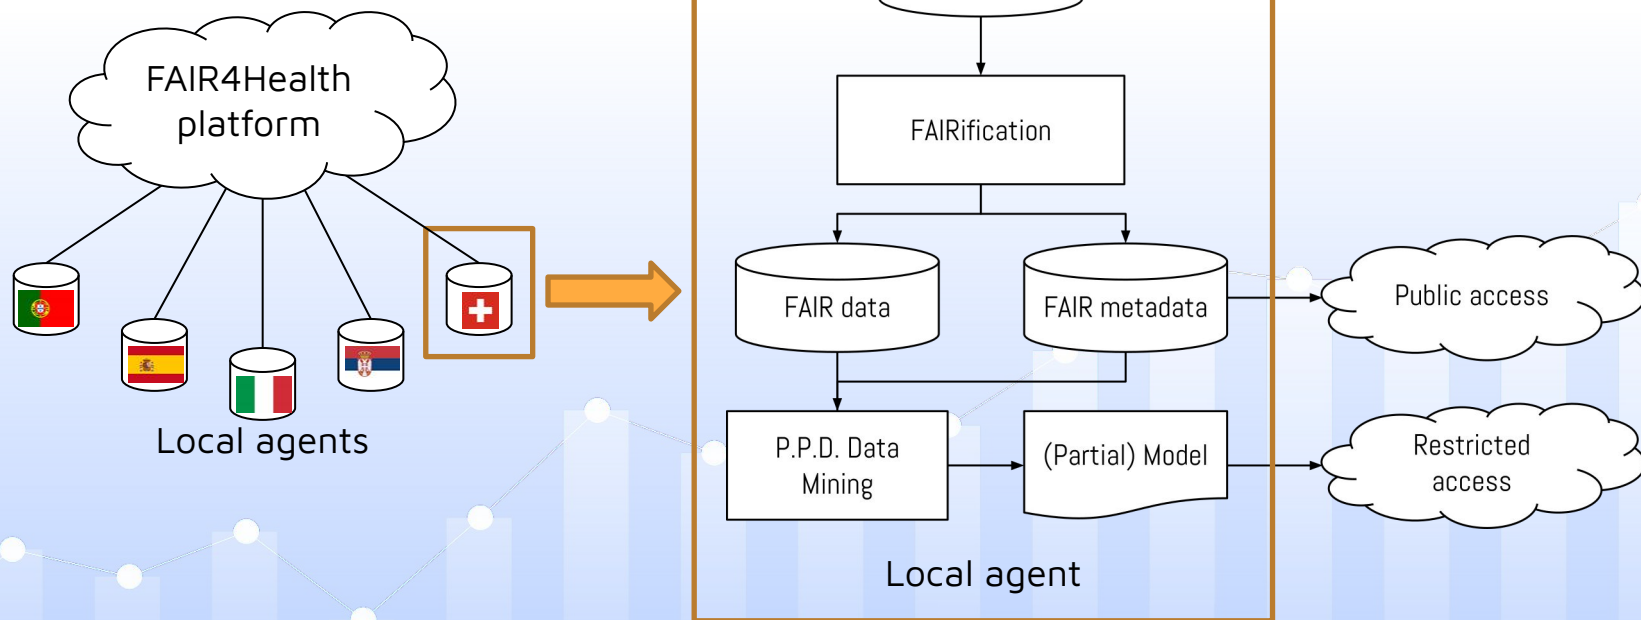 FAIR4Health
platform
Local agents
FAIRification
FAIR data
FAIR metadata
Public access
P.P.D. Data
Mining
(Partial) Model
Restricted
access
Local agent